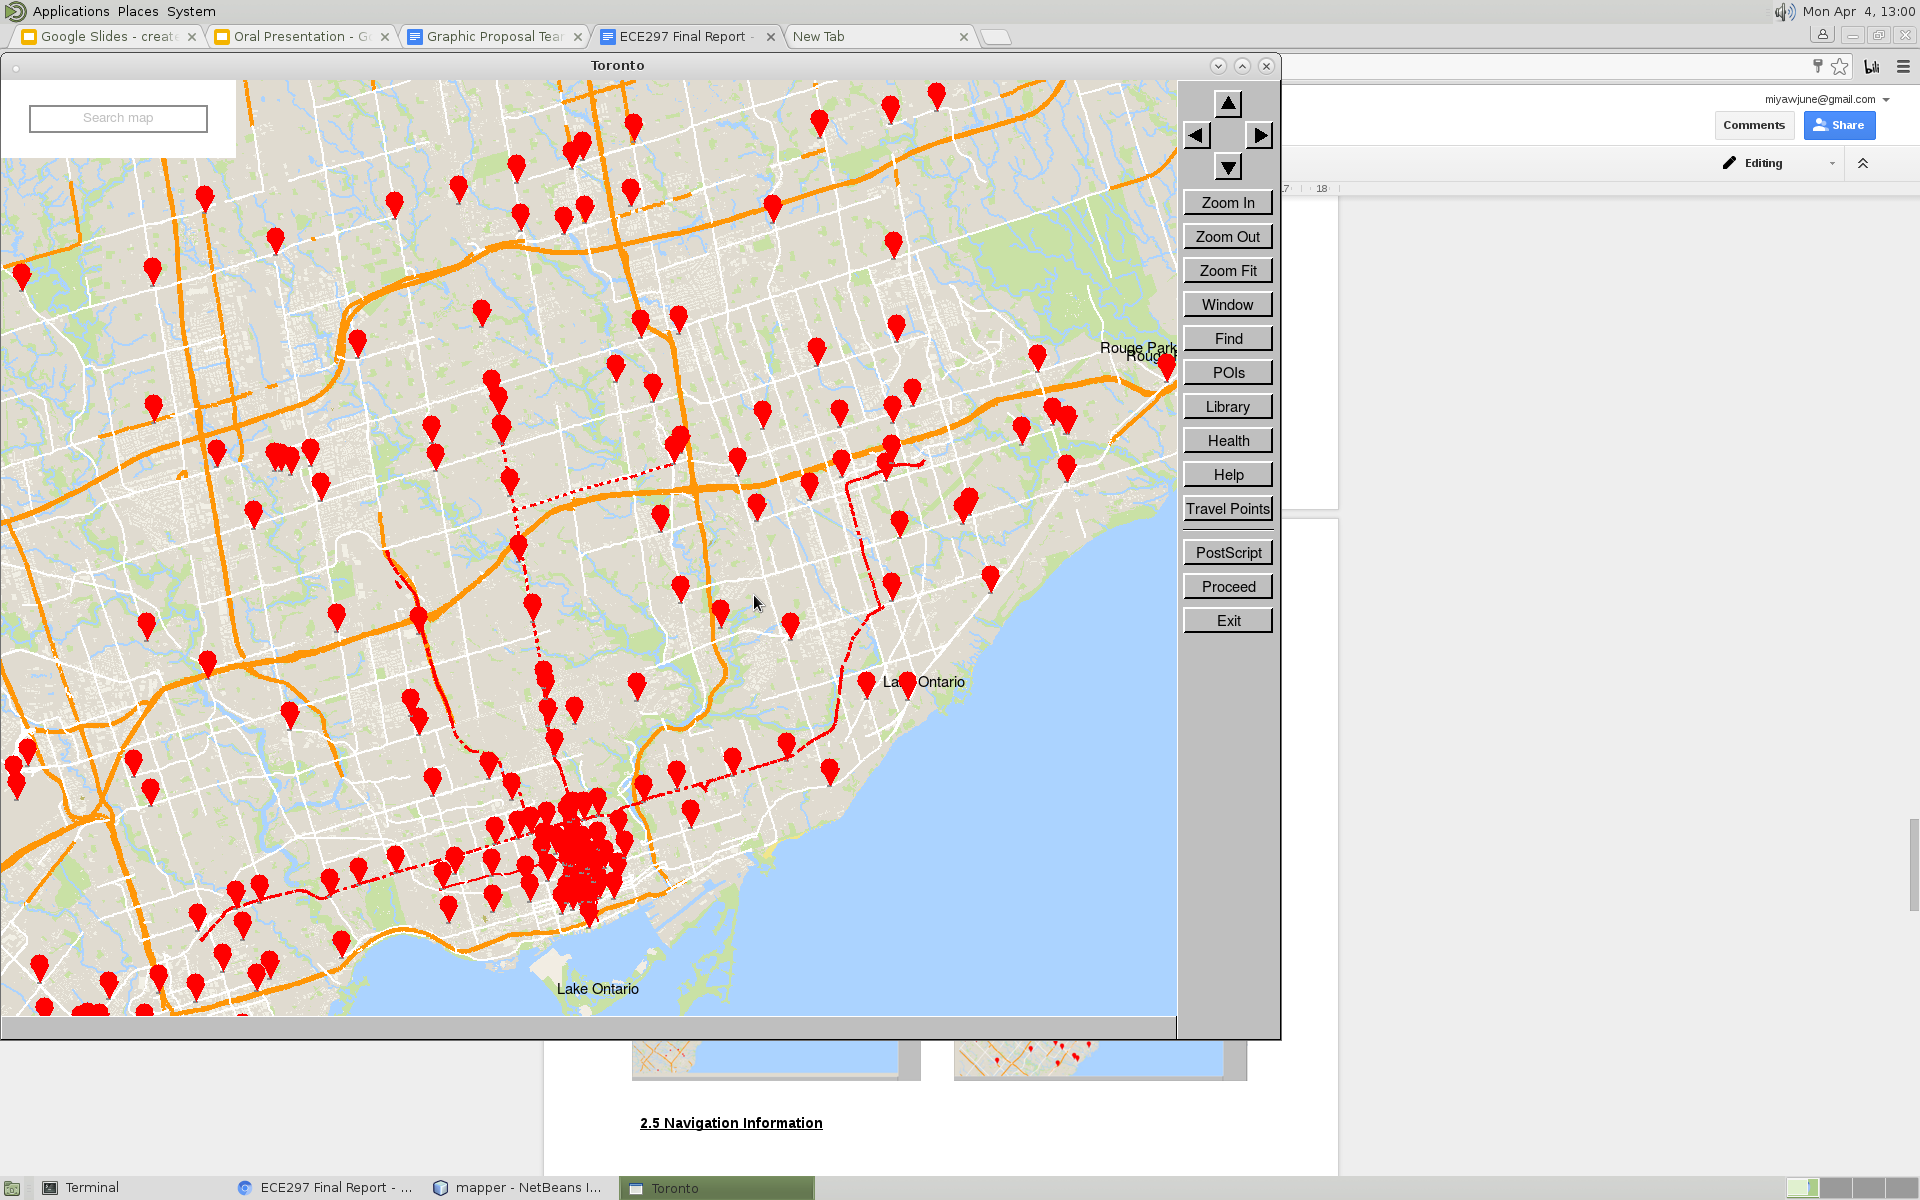 Applications Places System
Mon Apr 4, 13:00
Google Slides - create
Oral Presentation - Go
Graphic Proposal Tear
ECE297 Final Report -
New Tab
Toronto
miyawjune@gmail.com
Comments
Share
Editing
17
18
Search map
Zoom In
Zoom Out
Zoom Fit
Window
Find
POIs
Library
Health
Help
Travel Points
PostScript
Proceed
Exit
Rouge Park
Lake Ontario
Lake Ontario
2.5 Navigation Information
Terminal
ECE297 Final Report - ...
mapper - NetBeans I...
Toronto